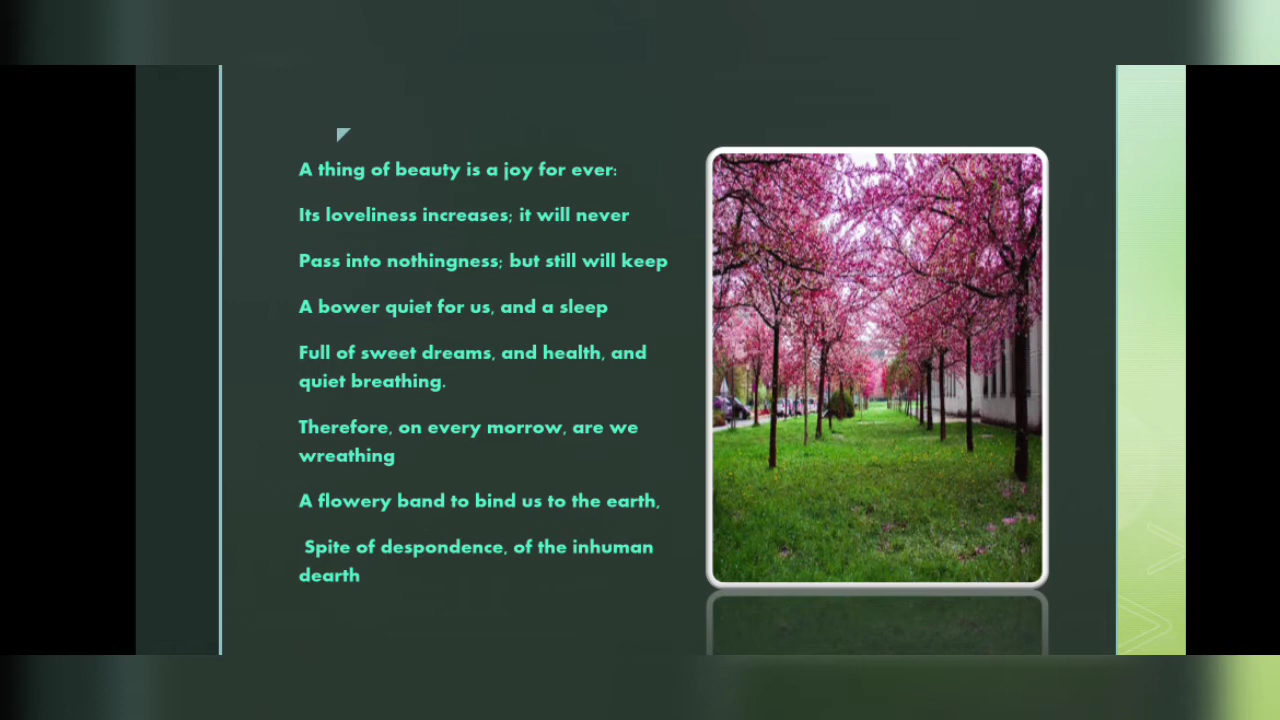 A thing of beauty is a joy for ever:
Its loveliness increases; it will never
Pass into nothingness; but still will keep
A bower quiet for us, and a sleep
Full of sweet dreams, and health, and
quiet breathing.
Therefore, on every morrow, are we
wreathing
A flowery band to bind us to the earth,
Spite of despondence, of the inhuman
dearth